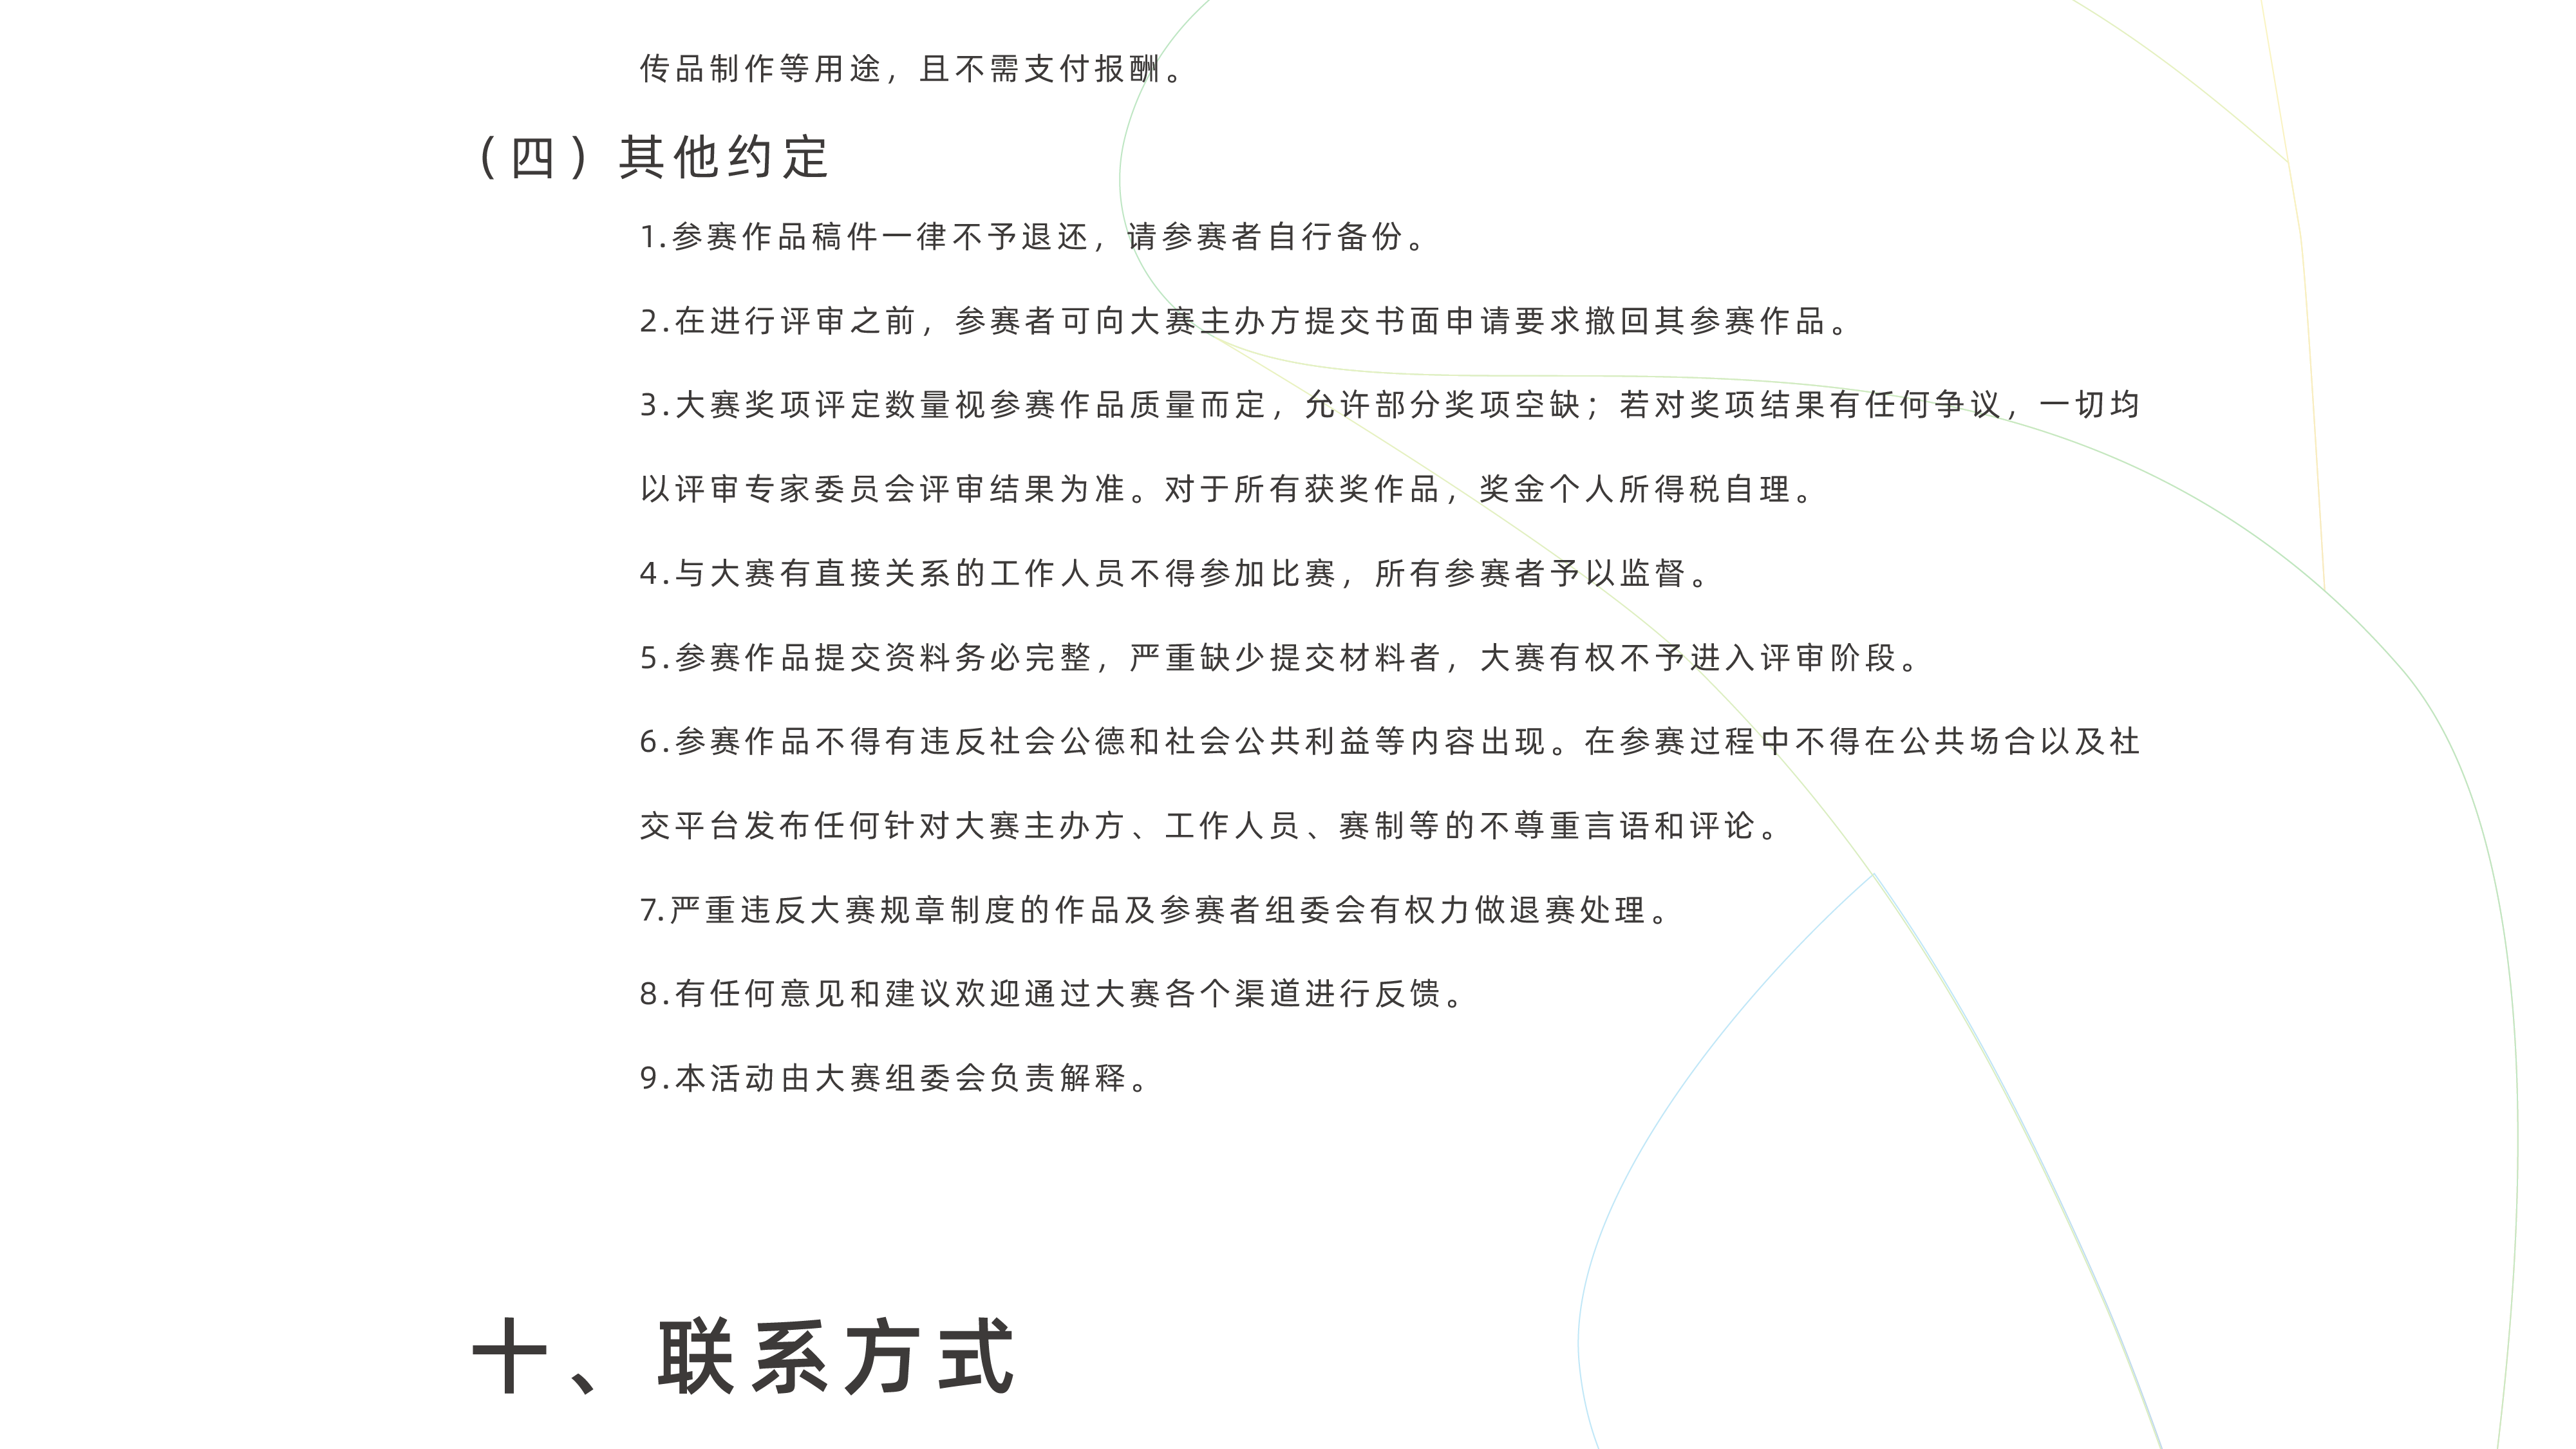 传品制作等用途，且不需支付报酬。
（四）其他约定
1.参赛作品稿件一律不予退还，请参赛者自行备份。
2.在进行评审之前，参赛者可向大赛主办方提交书面申请要求撤回其参赛作品。
3.大赛奖项评定数量视参赛作品质量而定，允许部分奖项空缺；若对奖项结果有任何争议，一切均
以评审专家委员会评审结果为准。对于所有获奖作品，奖金个人所得税自理。
4.与大赛有直接关系的工作人员不得参加比赛，所有参赛者予以监督。
5.参赛作品提交资料务必完整，严重缺少提交材料者，大赛有权不予进入评审阶段。
6.参赛作品不得有违反社会公德和社会公共利益等内容出现。在参赛过程中不得在公共场合以及社
交平台发布任何针对大赛主办方、工作人员、赛制等的不尊重言语和评论。
7.严重违反大赛规章制度的作品及参赛者组委会有权力做退赛处理。
8.有任何意见和建议欢迎通过大赛各个渠道进行反馈。
9.本活动由大赛组委会负责解释。
十、联系方式